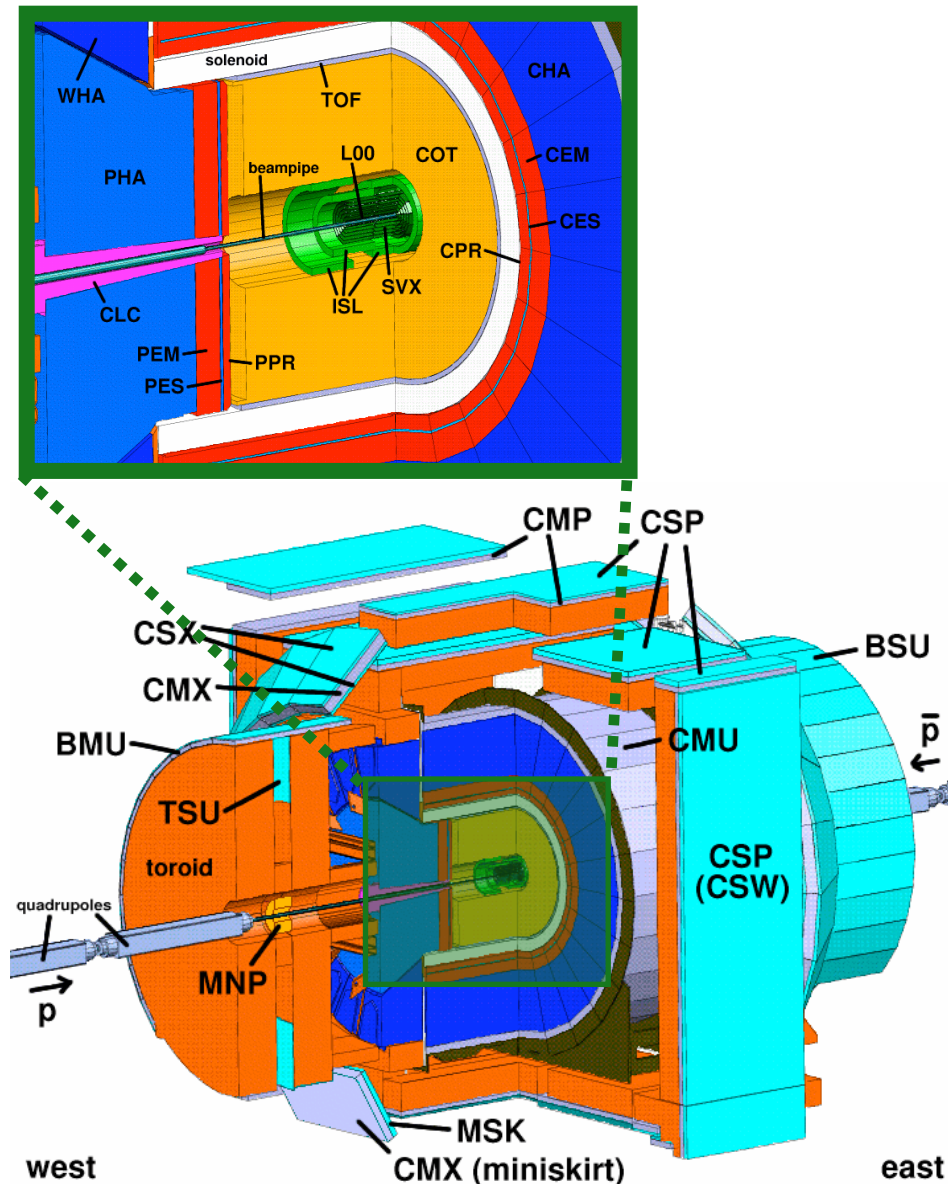 solenoid
CHA
WHA
TOF
L00
COT
CEM
beampipe
PHA
CES
CPR
SVX
ISL
CLC
PEM
PPR
PES
CMP
CSP
CSX
BSU
CMX
BMU
CMU
p̅
TSU
toroid
CSP
(CSW)
quadrupoles
MNP
p
MSK
west
CMX (miniskirt)
east